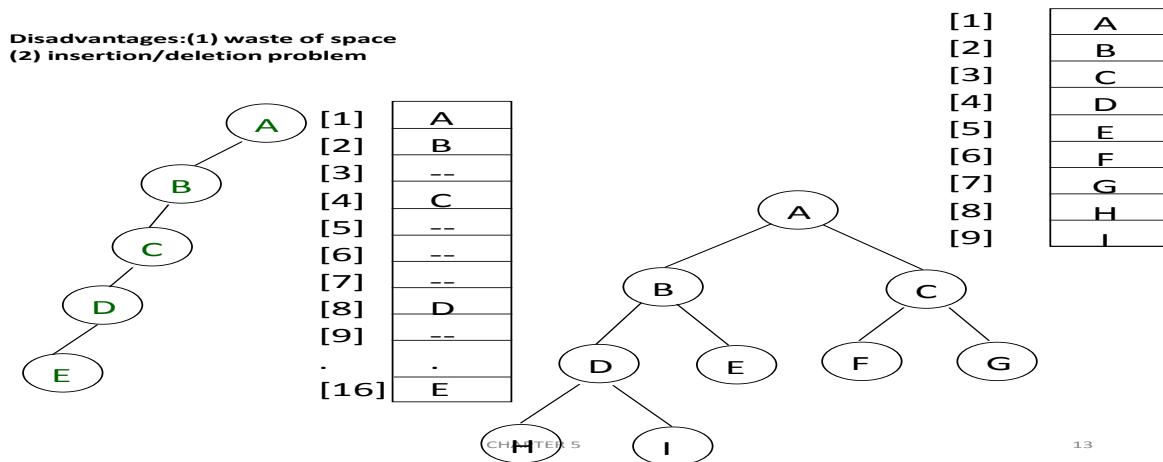 Disadvantages:(1) waste of space
(2) insertion/deletion problem
A
B
C
D
E
[1] A
[2] B
[3] --
[4] C
[5] --
[6] --
[7] --
[8] D
[9] --
. .
[16] E
A
B C
D E F G
H I
[1] A
[2] B
[3] C
[4] D
[5] E
[6] F
[7] G
[8] H
[9] I
CHAPTER 5 13